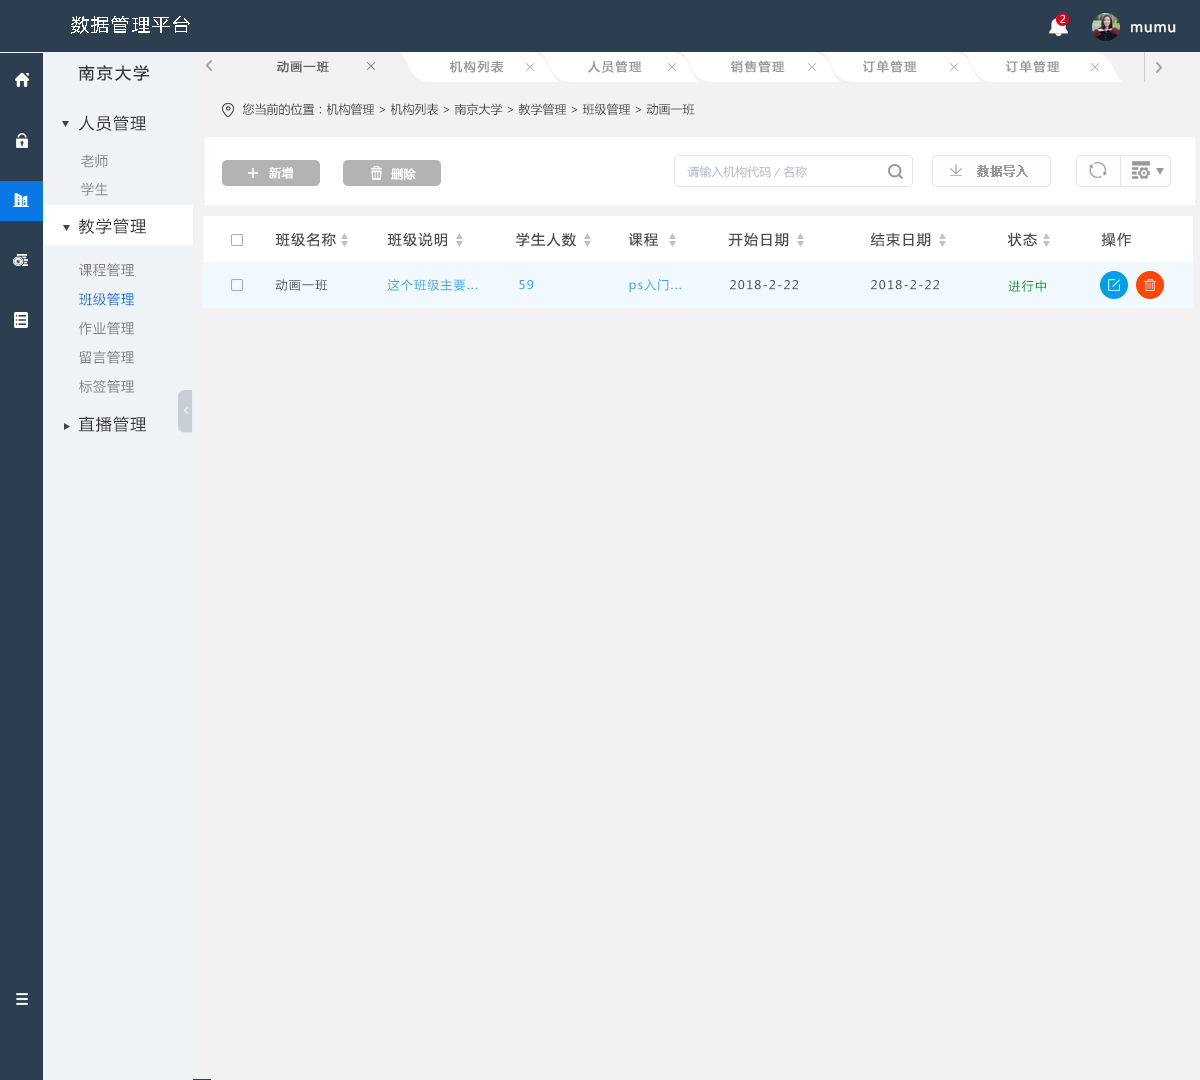 数据管理平台
2
mumu
南京大学
人员管理
老师
学生
教学管理
课程管理
班级管理
作业管理
留言管理
标签管理
直播管理
动画一班 机构列表 人员管理 销售管理 订单管理 订单管理
您当前的位置：机构管理 > 机构列表 > 南京大学 > 教学管理 > 班级管理 > 动画一班
新增 删除 请输入机构代码 / 名称 数据导入
班级名称 班级说明 学生人数 课程 开始日期 结束日期 状态 操作
动画一班 这个班级主要... 59 ps入门... 2018-2-22 2018-2-22 进行中